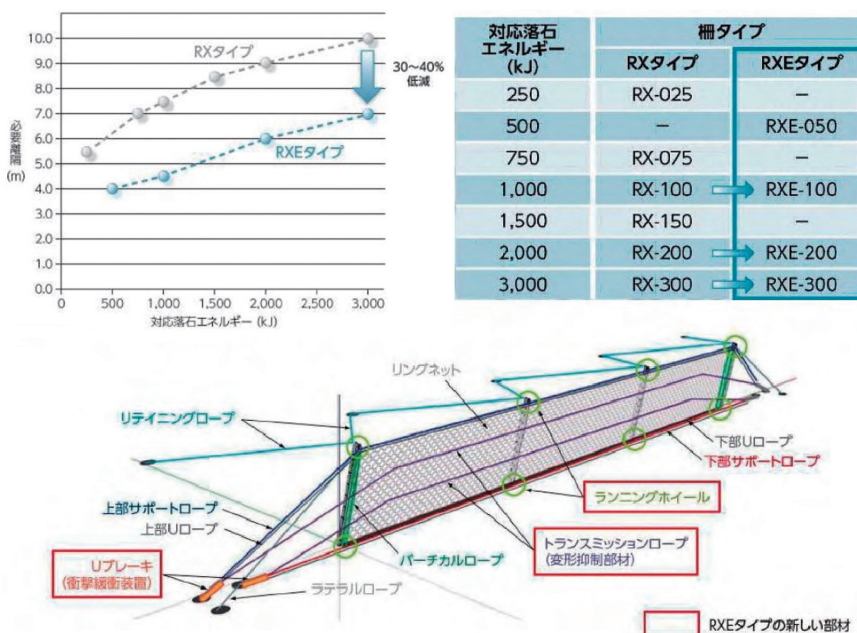 10.0
9.0
8.0
7.0
6.0
5.0
4.0
3.0
2.0
1.0
0.0
必要離隔
(m)
RXタイプ
RXEタイプ
30〜40%
低減
0
500
1,000
1,500
2,000
2,500
3,000
対応落石エネルギー（kJ）
対応落石
エネルギー
(kJ)
柵タイプ
RXタイプ
RXEタイプ
250 RX-025 −
500 − RXE-050
750 RX-075 −
1,000 RX-100 RXE-100
1,500 RX-150 −
2,000 RX-200 RXE-200
3,000 RX-300 RXE-300
リングネット
リテイニングロープ
下部Uロープ
下部サポートロープ
上部サポートロープ
上部Uロープ
ランニングホイール
トランスミッションロープ
(変形抑制部材)
バーチカルロープ
Uブレーキ
(衝撃緩衝装置)
ラテラルロープ
RXEタイプの新しい部材